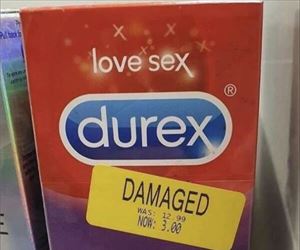 love sex
durex
®
DAMAGED
WAS: 12.99
NOW: 3.00